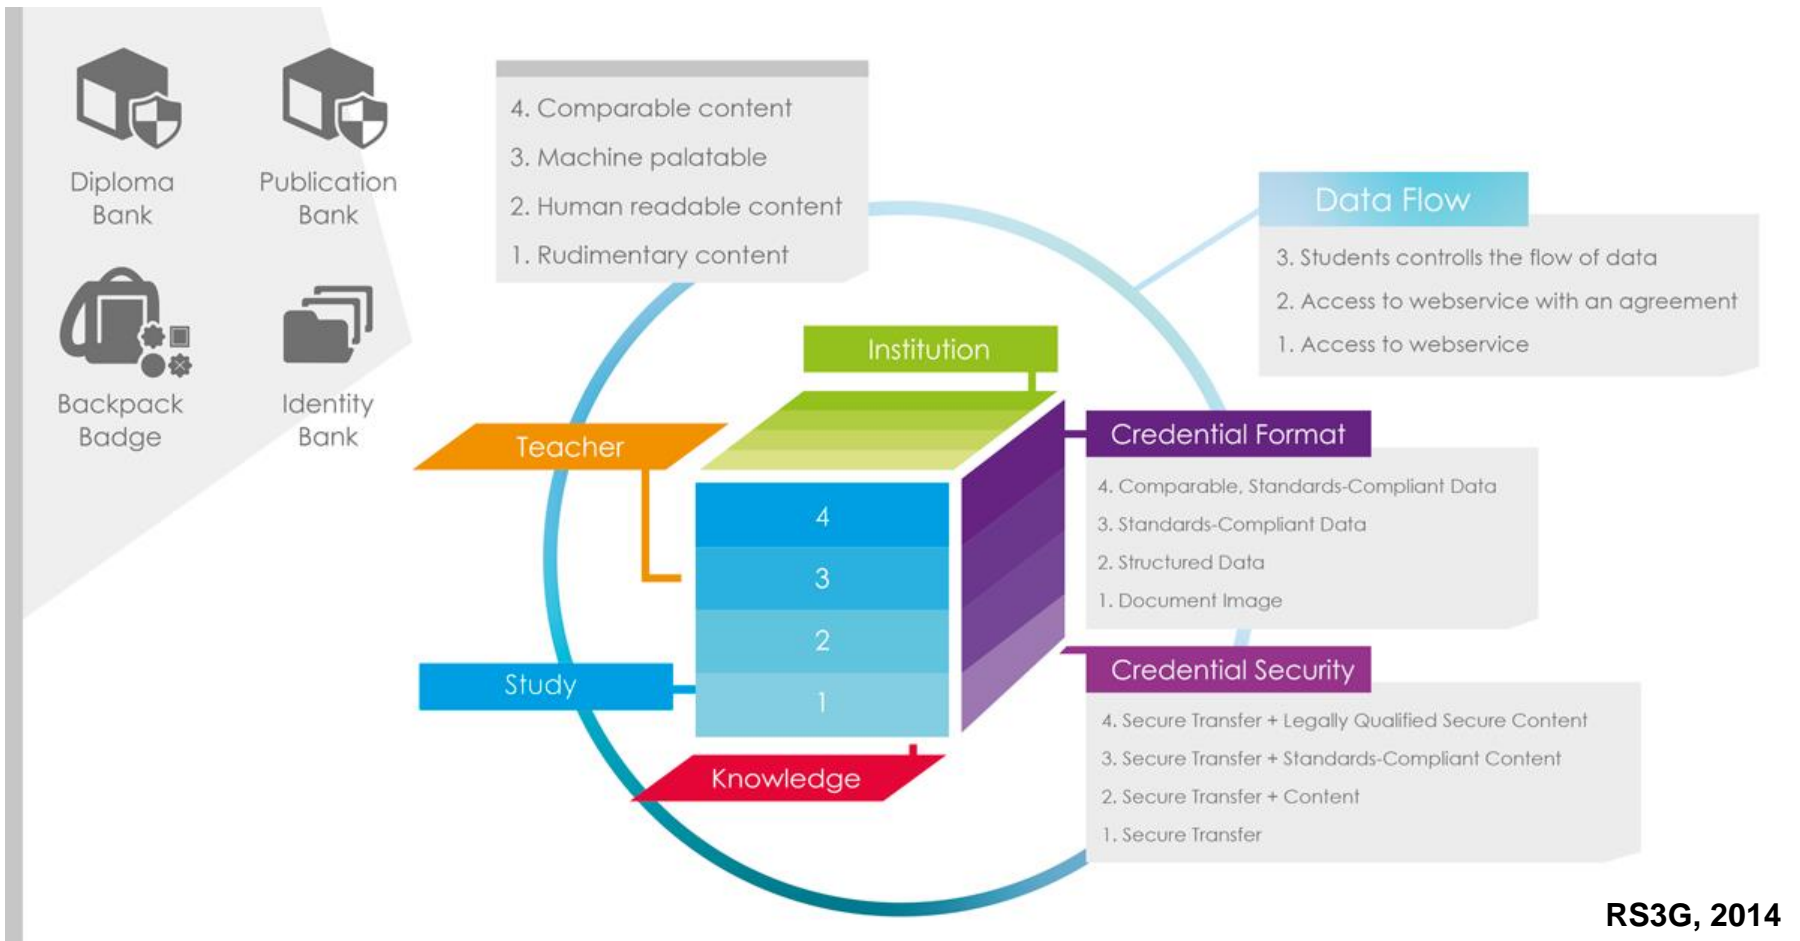 Diploma
Bank
Publication
Bank
Backpack
Badge
Identity
Bank
4. Comparable content
3. Machine palatable
2. Human readable content
1. Rudimentary content
Data Flow
3. Students controlls the flow of data
2. Access to webservice with an agreement
1. Access to webservice
Institution
Teacher
4
3
2
1
Study
Knowledge
Credential Format
4. Comparable, Standards-Compliant Data
3. Standards-Compliant Data
2. Structured Data
1. Document Image
Credential Security
4. Secure Transfer + Legally Qualified Secure Content
3. Secure Transfer + Standards-Compliant Content
2. Secure Transfer + Content
1. Secure Transfer
RS3G, 2014